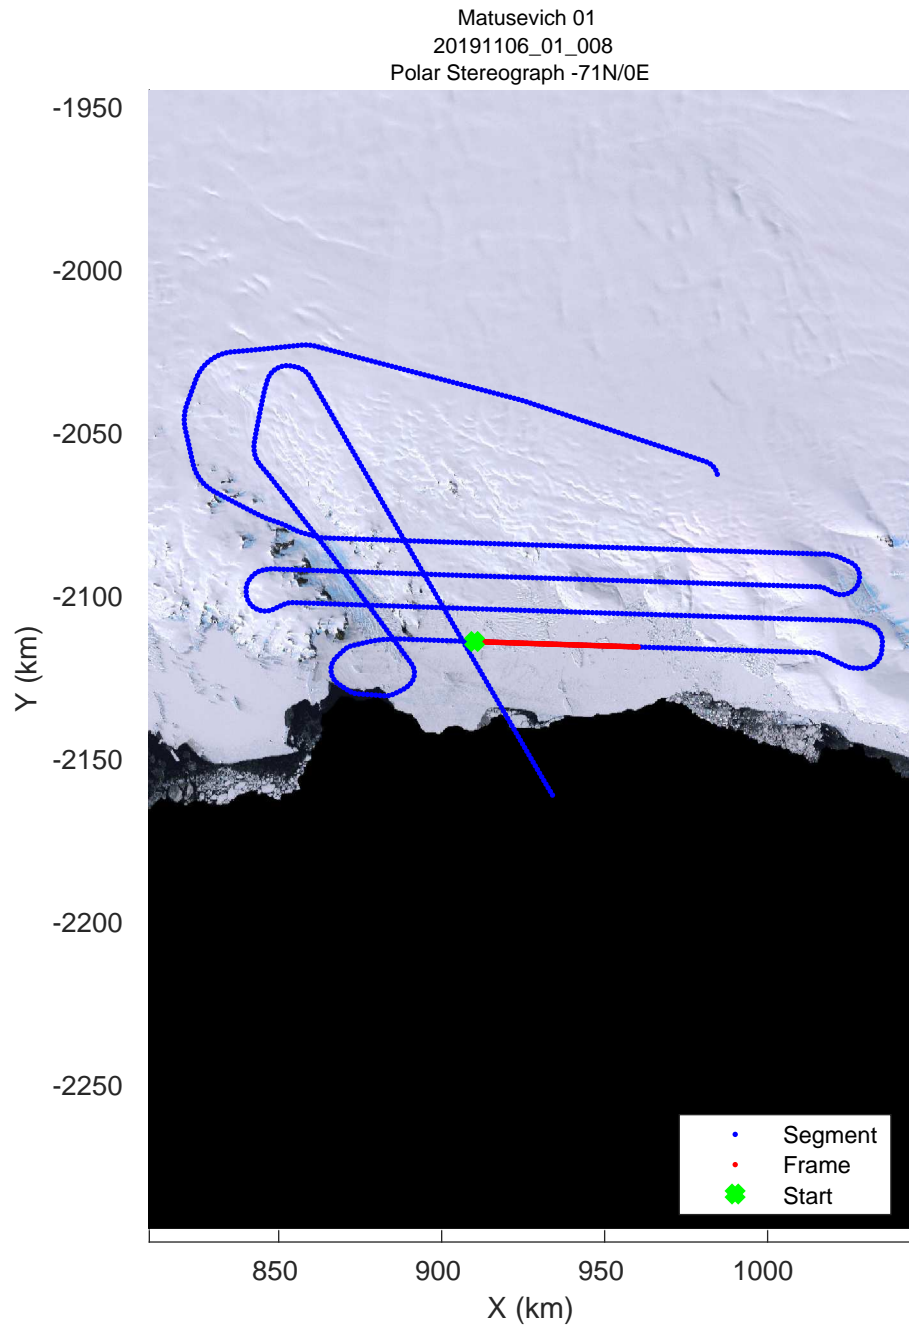 Matusevich 01
20191106_01_008
Polar Stereograph -71N/0E
-1950
-2000
-2050
-2100
-2150
-2200
-2250
Y (km)
Segment
Frame
Start
850
900
950
1000
X (km)